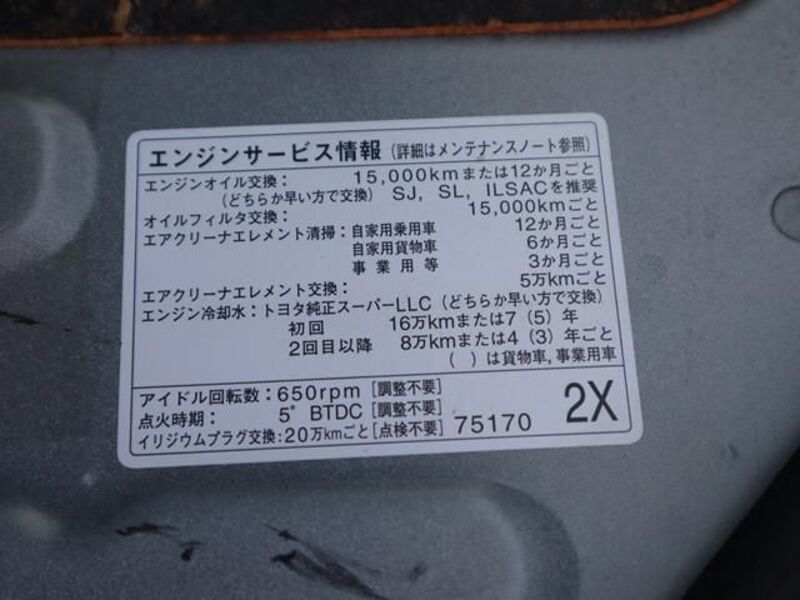 エンジンサービス情報 (詳細はメンテナンスノート参照)
エンジンオイル交換: 15,000kmまたは12か月ごと
(どちらか早い方で交換) SJ, SL, ILSACを推奨
オイルフィルタ交換: 15,000kmごと
エアクリーナエレメント清掃:自家用乗用車 12か月ごと
自家用貨物車 6か月ごと
事業用等 3か月ごと
エアクリーナエレメント交換: 5万kmごと
エンジン冷却水:トヨタ純正スーパーLLC (どちらか早い方で交換)
初回 16万kmまたは7 (5) 年
2回目以降 8万kmまたは4 (3) 年ごと
( )は貨物車,事業用車
アイドル回転数:650rpm [調整不要]
点火時期: 5° BTDC [調整不要]
イリジウムプラグ交換:20万kmごと[点検不要] 75170 2X